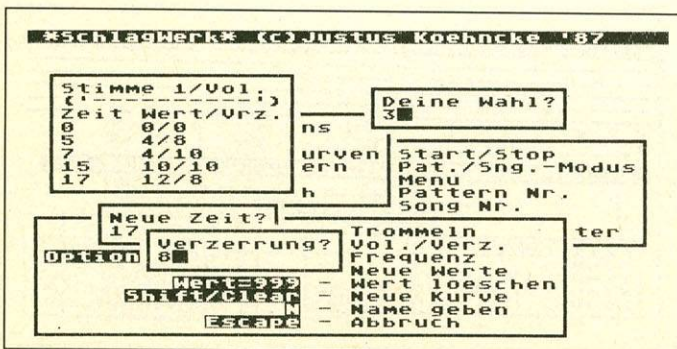 *SchlagWerk* (c)Justus Koehncke '87
Stimme 1/Vol.
('-----------')
Zeit Wert/Vrz.
0 0/0
5 4/8
7 4/10
15 10/10
17 12/8
Deine Wahl?
3
ns
urven
ern
h
Start/Stop
Pat./Sng.-Modus
Menu
Pattern Nr.
Song Nr.
ter
Neue Zeit?
17
Verzerrung?
8
Option
Trommeln
Vol./Verz.
Frequenz
Neue Werte
Wert=999 - Wert loeschen
Shift/Clear - Neue Kurve
N - Name geben
Escape - Abbruch